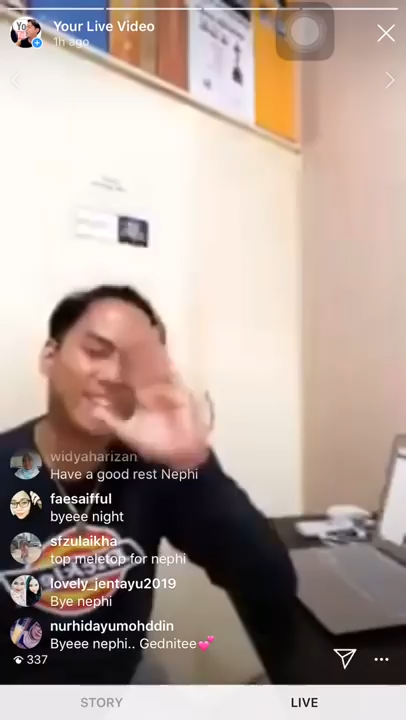 Your Live Video
1h ago
widyaharizan
Have a good rest Nephi
faesaifful
byeee night
sfzulaikha
top meletop for nephi
lovely_jentayu2019
Bye nephi
nurhidayumohddin
Byeee nephi.. Gednitee💕
337
STORY
LIVE